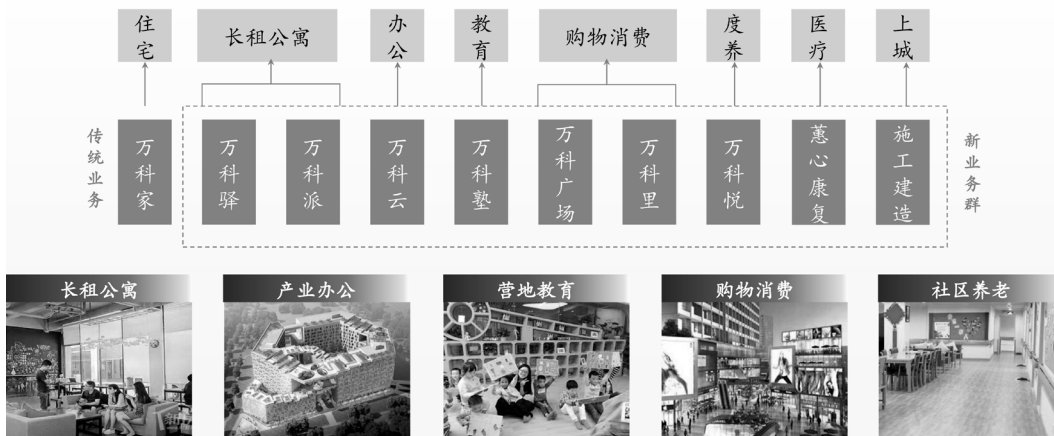 住宅
长租公寓
办公
教育
购物消费
度养
医疗
上城
传统业务
万科家
万科驿
万科派
万科云
万科塾
万科广场
万科里
万科悦
蕙心康复
施工建造
新业务群
长租公寓
产业办公
营地教育
购物消费
社区养老